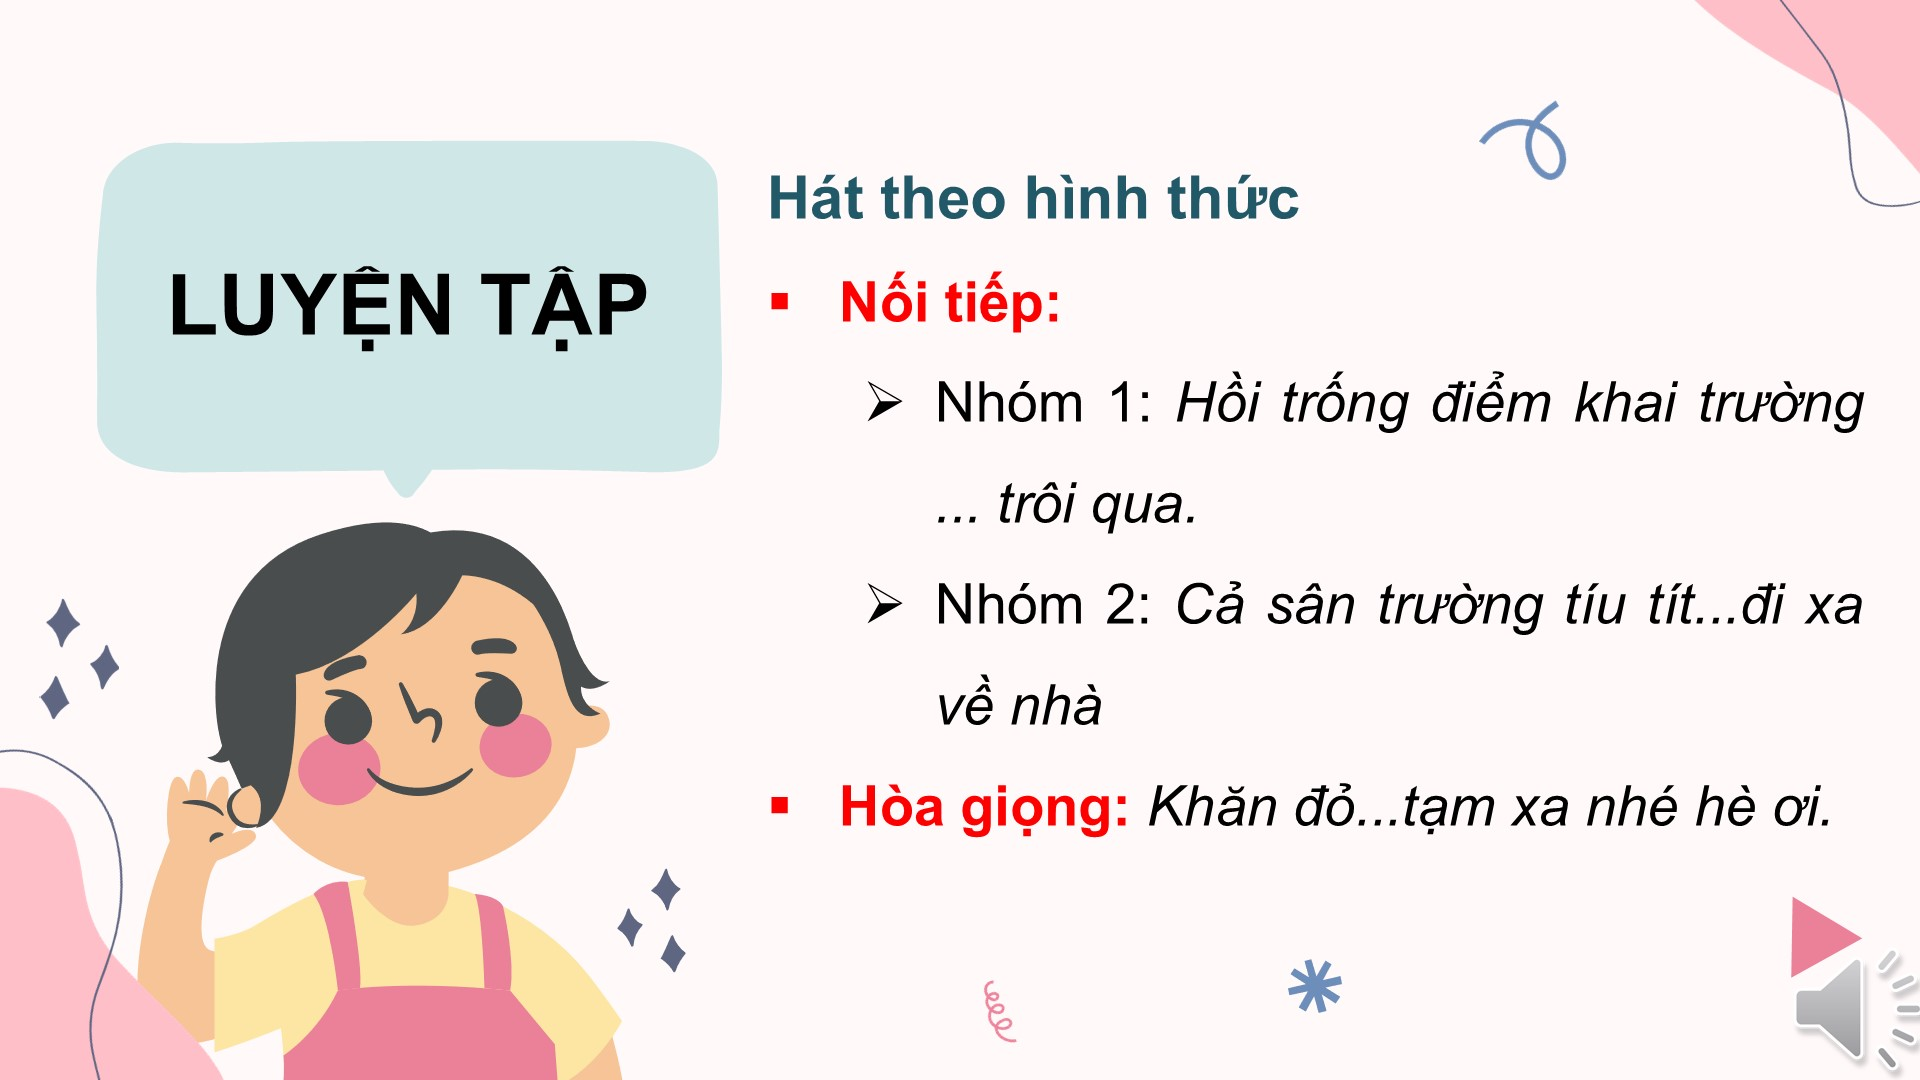 LUYỆN TẬP
Hát theo hình thức
▪ Nối tiếp:
➢ Nhóm 1: Hồi trống điểm khai trường
... trôi qua.
➢ Nhóm 2: Cả sân trường tíu tít...đi xa
về nhà
▪ Hòa giọng: Khăn đỏ...tạm xa nhé hè ơi.